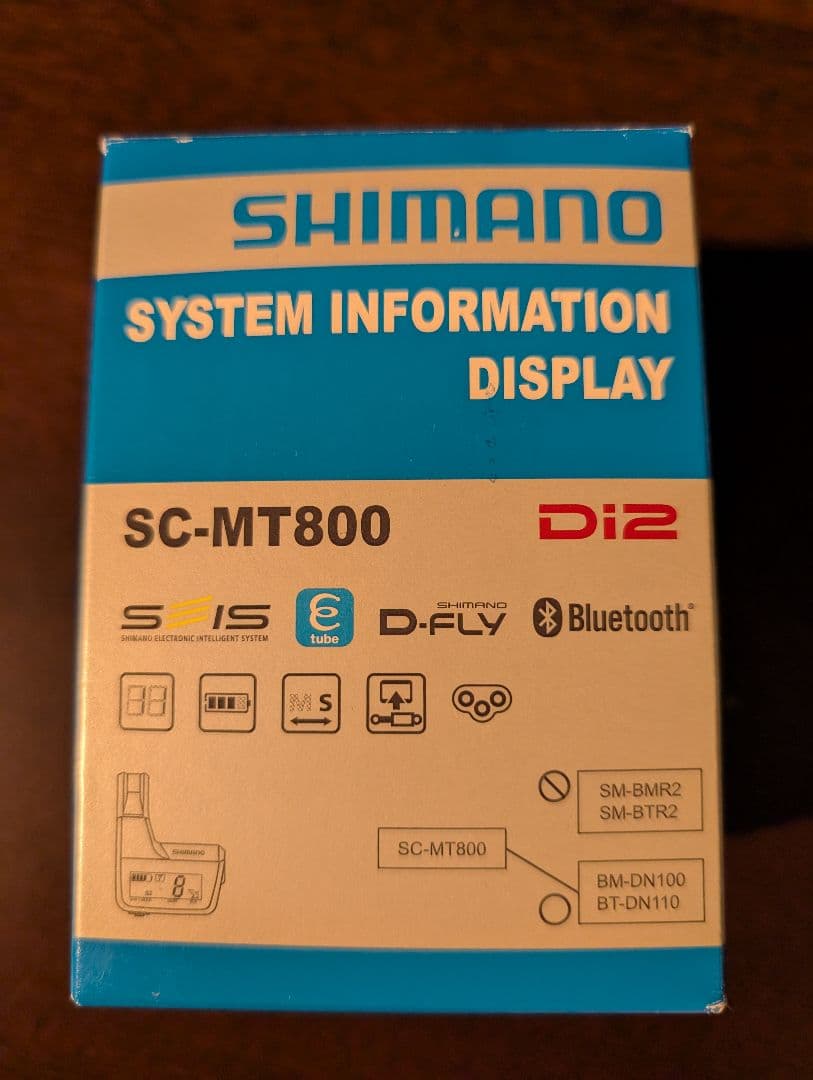 SHIMANO
SYSTEM INFORMATION
DISPLAY
SC-MT800
Di2
SEIS
SHIMANO ELECTRONIC INTELLIGENT SYSTEM
e
tube
SHIMANO
D-FLY
Bluetooth®
M S
SHIMANO
8
SC-MT800
SM-BMR2
SM-BTR2
BM-DN100
BT-DN110